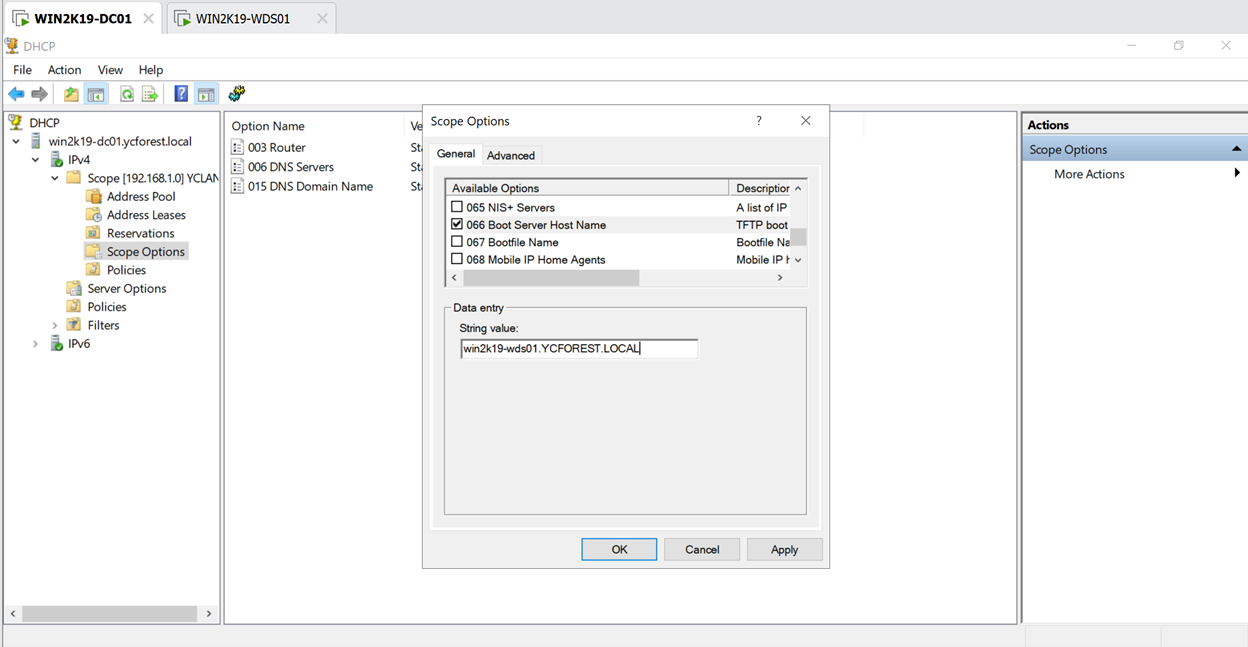 WIN2K19-DC01
WIN2K19-WDS01
DHCP
File Action View Help
DHCP
win2k19-dc01.ycforest.local
IPv4
Scope [192.168.1.0] YCLAN
Address Pool
Address Leases
Reservations
Scope Options
Policies
Server Options
Policies
Filters
IPv6
Option Name Ve
003 Router Sta
006 DNS Servers Sta
015 DNS Domain Name Sta
Scope Options ?
General Advanced
Available Options Description
065 NIS+ Servers A list of IP
066 Boot Server Host Name TFTP boot
067 Bootfile Name Bootfile Na
068 Mobile IP Home Agents Mobile IP H
Data entry
String value:
win2k19-wds01.YCFOREST.LOCAL
OK Cancel Apply
Actions
Scope Options
More Actions